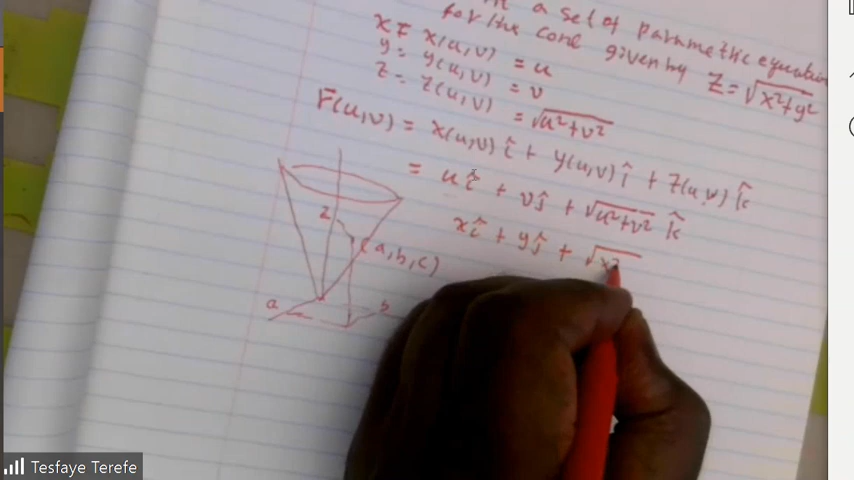 a set of parametric equation
for the cone given by Z = √x²+y²
x = x(u,v) = u
y = y(u,v) = v
z = z(u,v) = √u²+v²
F(u,v) = x(u,v) î + y(u,v) ĵ + z(u,v) k̂
= u î + v ĵ + √u²+v² k̂
x î + y ĵ + √x²
z
(a,b,c)
a
b
Tesfaye Terefe